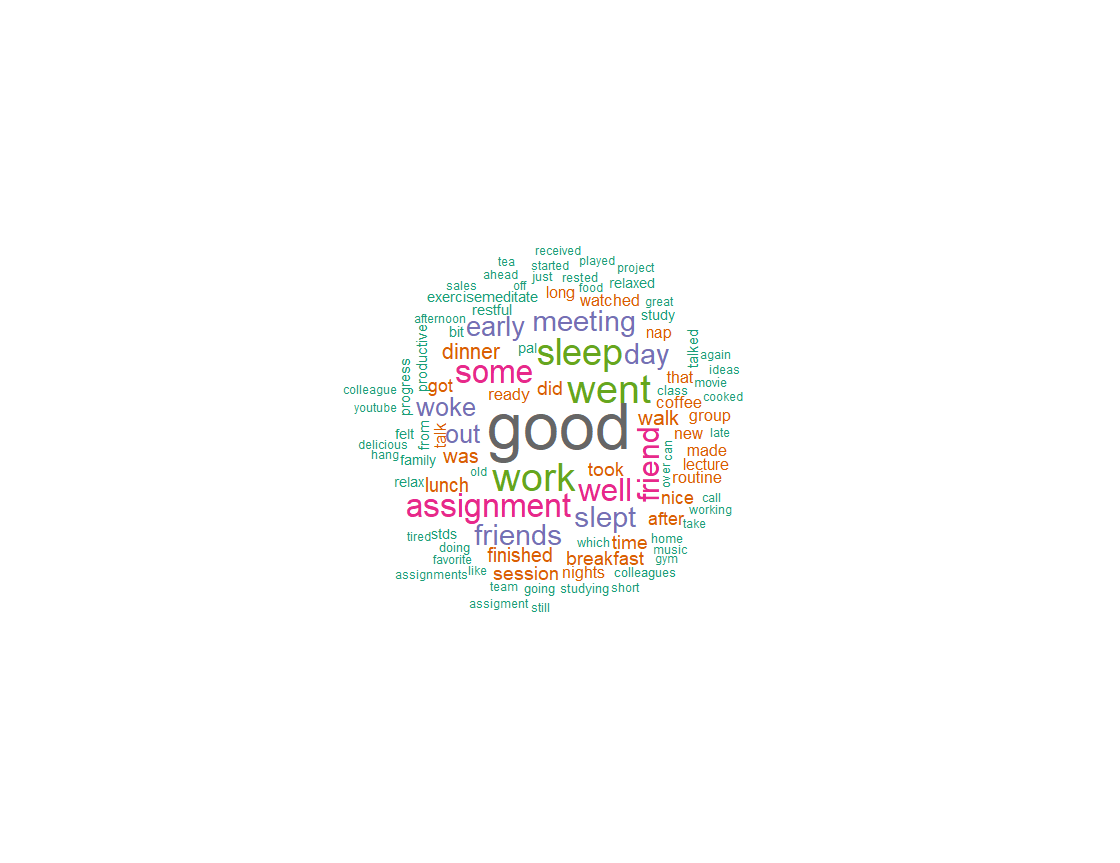 received
tea
started
played
project
ahead
just
rested
sales
off
food
relaxed
exercisemeditate
long
watched
great
restful
afternoon
bit
early
meeting
study
nap
productive
dinner
pal
sleep
day
talked
again
progress
some
that
ideas
movie
colleague
got
ready
did
went
class
cooked
youtube
woke
coffee
group
walk
felt
from
talk
out
good
new
late
delicious
hang
family
was
friend
over
can
made
lecture
old
work
took
routine
relax
lunch
well
nice
call
assignment
slept
after
working
take
tired
stds
friends
which
time
home
doing
music
finished
breakfast
favorite
gym
assignments
like
session
nights
colleagues
team
going
studying
short
assigment
still